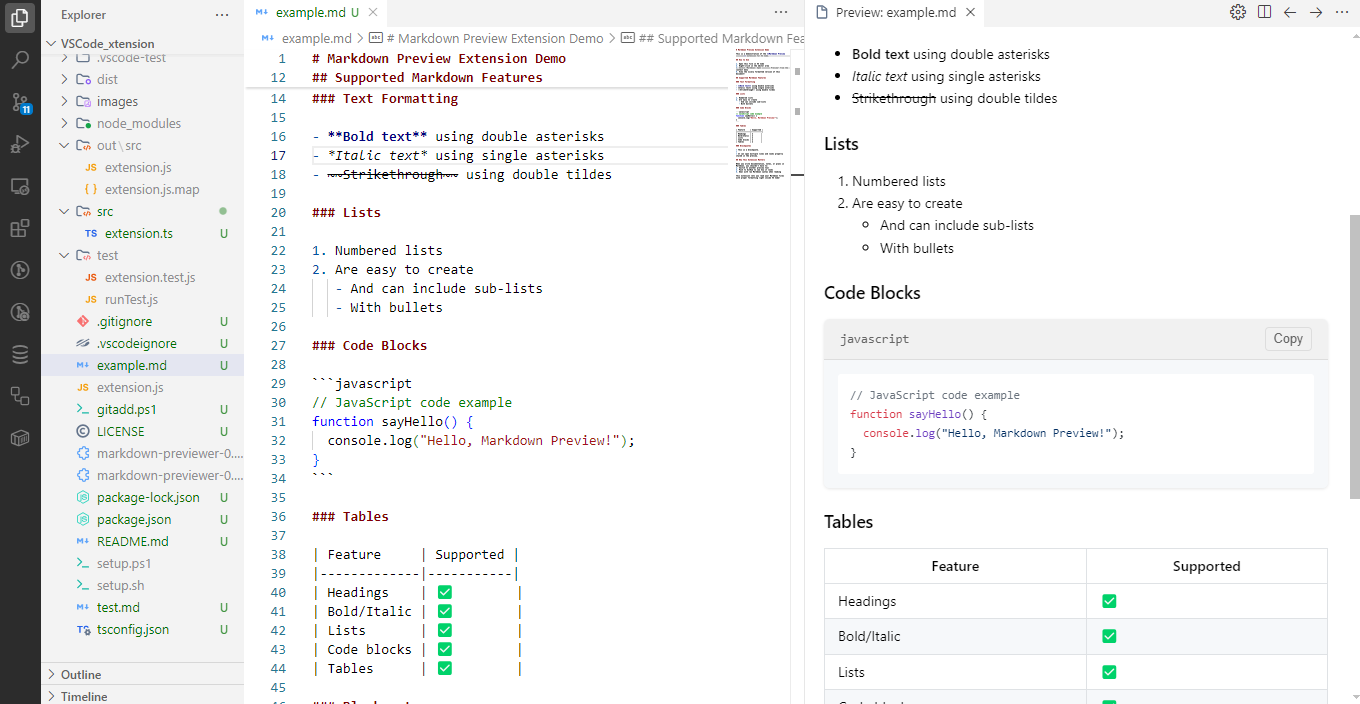 Explorer
VSCode_xtension
.vscode-test
dist
images
node_modules
out\src
JS extension.js
{ } extension.js.map
src
TS extension.ts U
test
JS extension.test.js
JS runTest.js
.gitignore U
.vscodeignore U
M↓ example.md U
JS extension.js
gitadd.ps1 U
LICENSE U
markdown-previewer-0....
markdown-previewer-0....
package-lock.json U
package.json U
M↓ README.md U
setup.ps1
setup.sh
M↓ test.md U
TS tsconfig.json U
Outline
Timeline
11
M↓ example.md U
M↓ example.md > # Markdown Preview Extension Demo > ## Supported Markdown Fea
1 # Markdown Preview Extension Demo
12 ## Supported Markdown Features
14 ### Text Formatting
15
16 - **Bold text** using double asterisks
17 - *Italic text* using single asterisks
18 - ~~Strikethrough~~ using double tildes
19
20 ### Lists
21
22 1. Numbered lists
23 2. Are easy to create
24 - And can include sub-lists
25 - With bullets
26
27 ### Code Blocks
28
29 ```javascript
30 // JavaScript code example
31 function sayHello() {
32 console.log("Hello, Markdown Preview!");
33 }
34 ```
35
36 ### Tables
37
38 | Feature | Supported |
39 |-------------|-----------|
40 | Headings | ✅ |
41 | Bold/Italic | ✅ |
42 | Lists | ✅ |
43 | Code blocks | ✅ |
44 | Tables | ✅ |
45
Preview: example.md
• Bold text using double asterisks
• Italic text using single asterisks
• Strikethrough using double tildes
Lists
1. Numbered lists
2. Are easy to create
And can include sub-lists
With bullets
Code Blocks
javascript Copy
// JavaScript code example
function sayHello() {
console.log("Hello, Markdown Preview!");
}
Tables
Feature Supported
Headings ✅
Bold/Italic ✅
Lists ✅